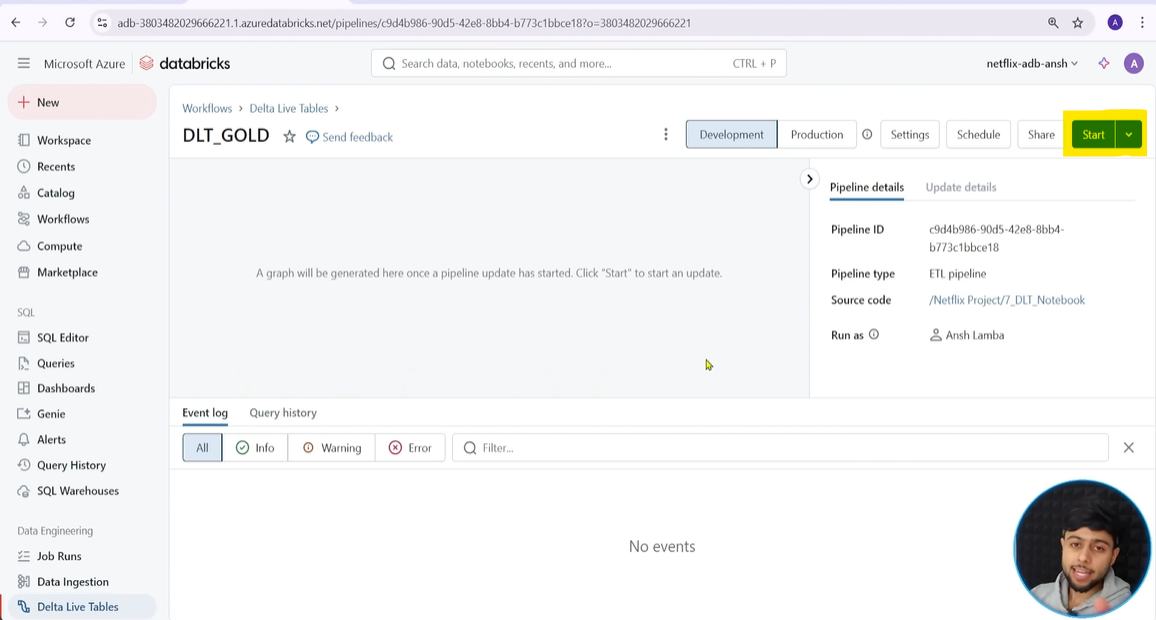 adb-3803482029666221.1.azuredatabricks.net/pipelines/c9d4b986-90d5-42e8-8bb4-b773c1bbce18?o=3803482029666221
A
Microsoft Azure
databricks
Search data, notebooks, recents, and more...
CTRL + P
netflix-adb-ansh
A
New
Workspace
Recents
Catalog
Workflows
Compute
Marketplace
SQL
SQL Editor
Queries
Dashboards
Genie
Alerts
Query History
SQL Warehouses
Data Engineering
Job Runs
Data Ingestion
Delta Live Tables
Workflows › Delta Live Tables ›
DLT_GOLD
Send feedback
Development
Production
Settings
Schedule
Share
Start
A graph will be generated here once a pipeline update has started. Click "Start" to start an update.
Pipeline details
Update details
Pipeline ID
c9d4b986-90d5-42e8-8bb4-
b773c1bbce18
Pipeline type
ETL pipeline
Source code
/Netflix Project/7_DLT_Notebook
Run as
Ansh Lamba
Event log
Query history
All
Info
Warning
Error
Filter...
No events